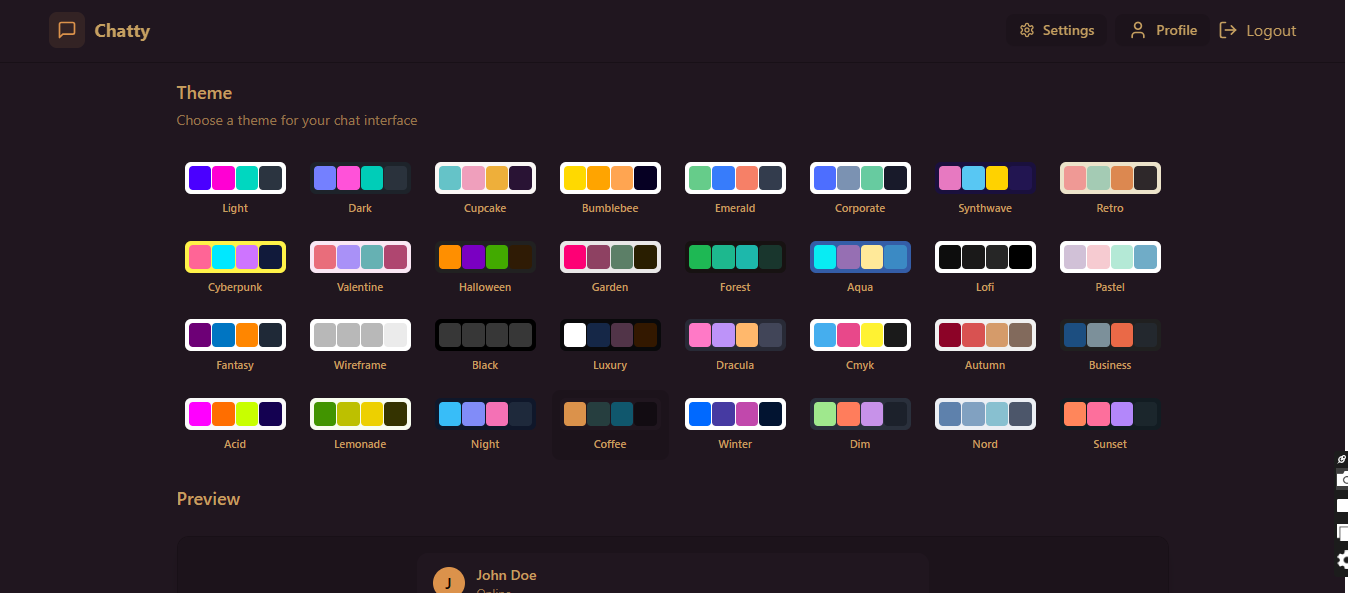 Chatty
Settings Profile Logout
Theme
Choose a theme for your chat interface
Light Dark Cupcake Bumblebee Emerald Corporate Synthwave Retro
Cyberpunk Valentine Halloween Garden Forest Aqua Lofi Pastel
Fantasy Wireframe Black Luxury Dracula Cmyk Autumn Business
Acid Lemonade Night Coffee Winter Dim Nord Sunset
Preview
J John Doe
Online